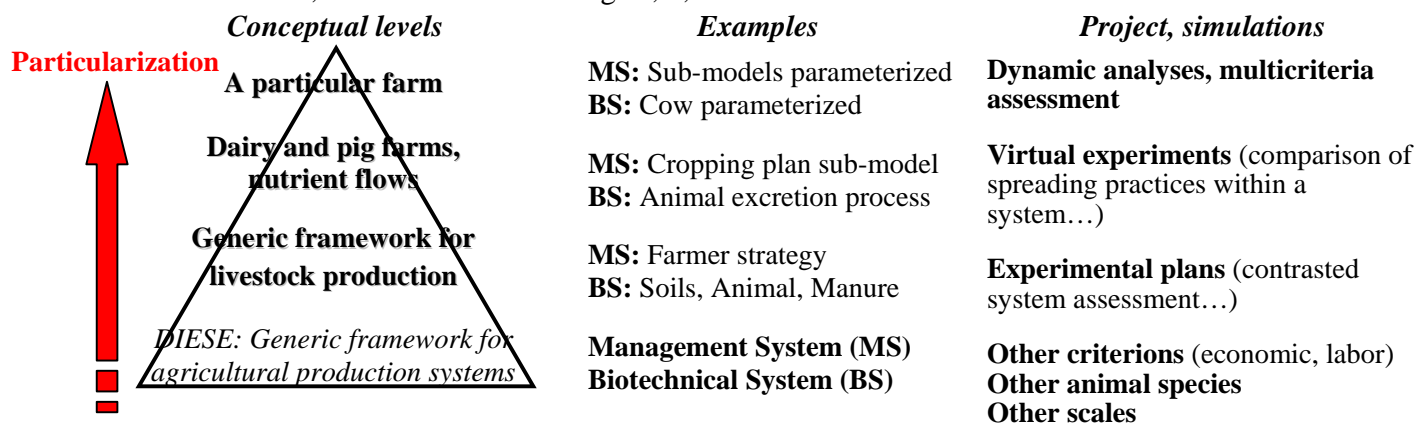 Conceptual levels
Examples
Project, simulations
Particularization
A particular farm
MS: Sub-models parameterized
BS: Cow parameterized
Dynamic analyses, multicriteria
assessment
Dairy and pig farms,
nutrient flows
MS: Cropping plan sub-model
BS: Animal excretion process
Virtual experiments (comparison of
spreading practices within a
system…)
Generic framework for
livestock production
MS: Farmer strategy
BS: Soils, Animal, Manure
Experimental plans (contrasted
system assessment…)
DIESE: Generic framework for
agricultural production systems
Management System (MS)
Biotechnical System (BS)
Other criterions (economic, labor)
Other animal species
Other scales